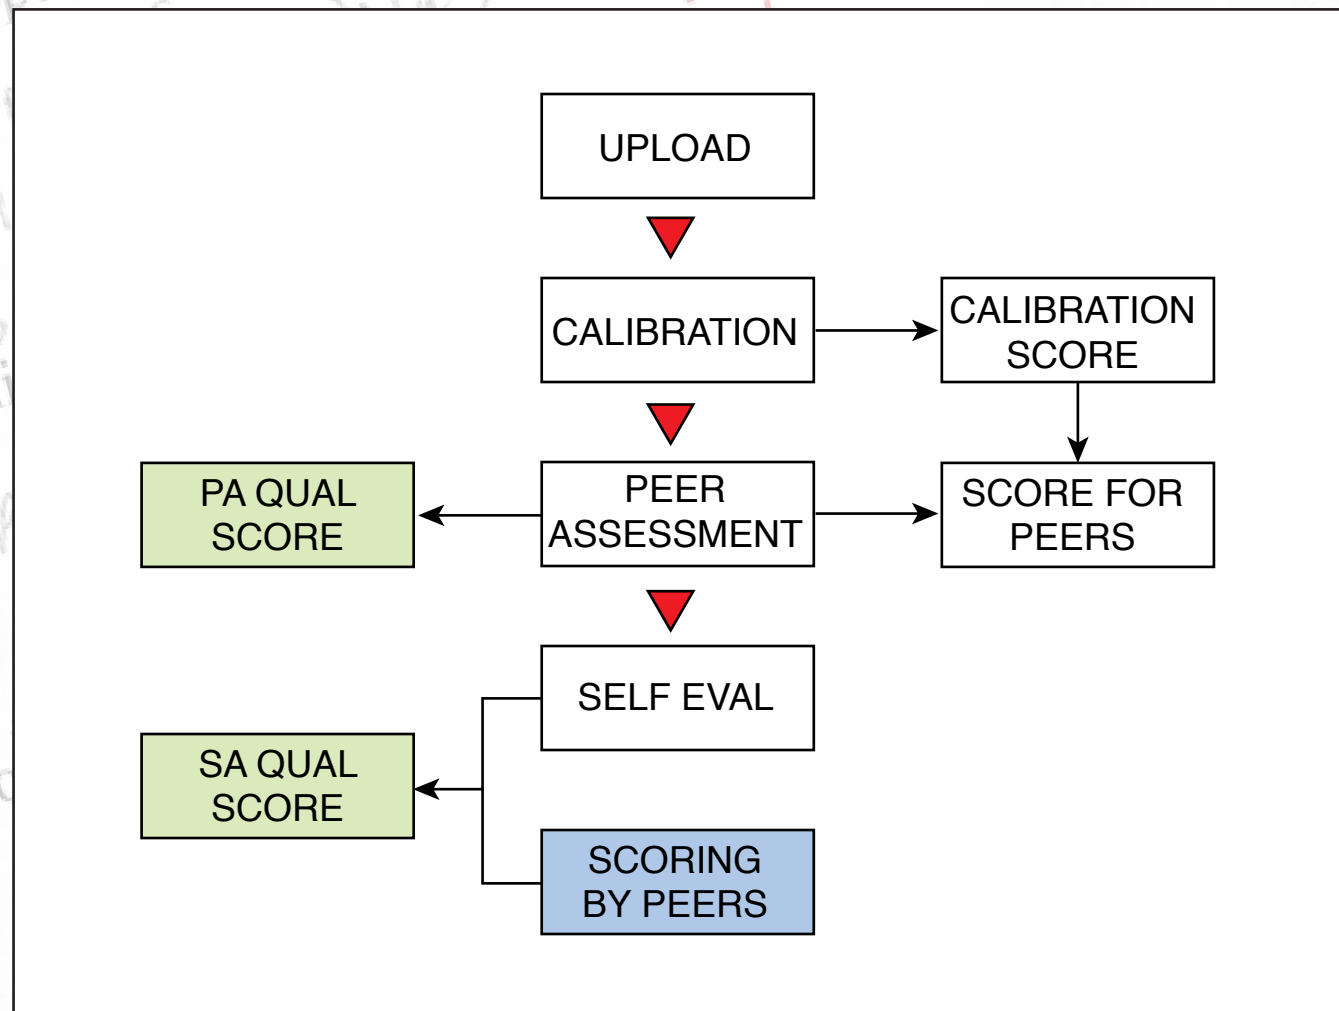 UPLOAD
CALIBRATION
CALIBRATION
SCORE
PA QUAL
SCORE
PEER
ASSESSMENT
SCORE FOR
PEERS
SELF EVAL
SA QUAL
SCORE
SCORING
BY PEERS